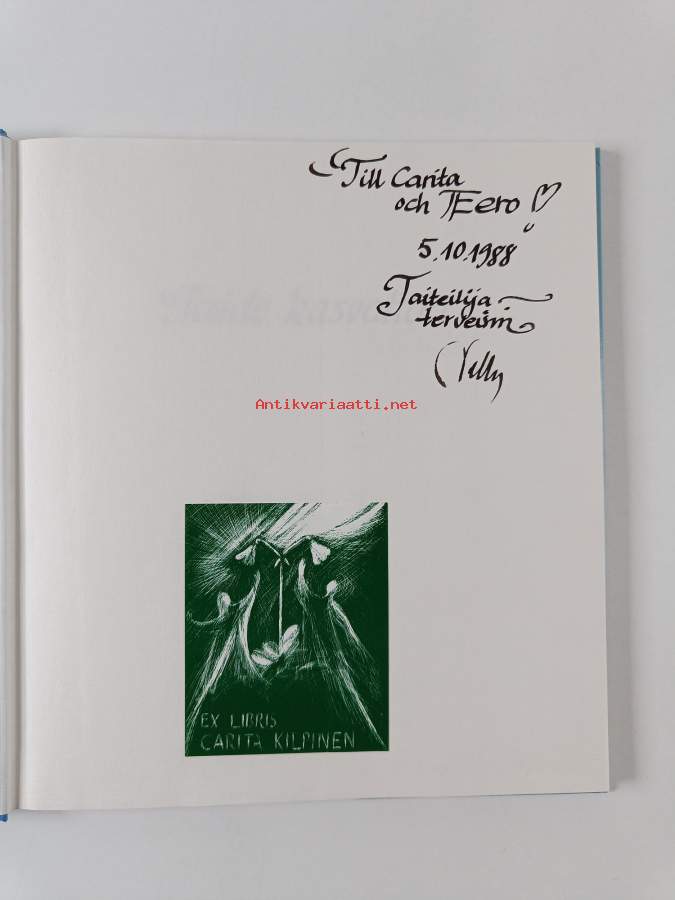 Till Carita
och Eero!
5.10.1988
Taiteilija-
terveisin
Antikvariaatti.net
EX LIBRIS
CARITA KILPINEN